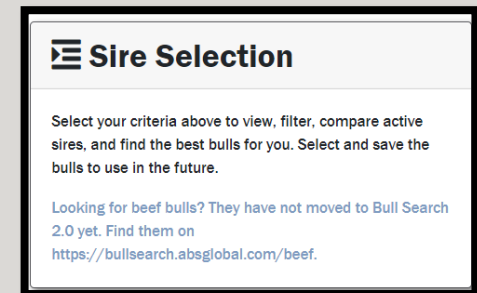 Sire Selection
Select your criteria above to view, filter, compare active
sires, and find the best bulls for you. Select and save the
bulls to use in the future.
Looking for beef bulls? They have not moved to Bull Search
2.0 yet. Find them on
https://bullsearch.absglobal.com/beef.